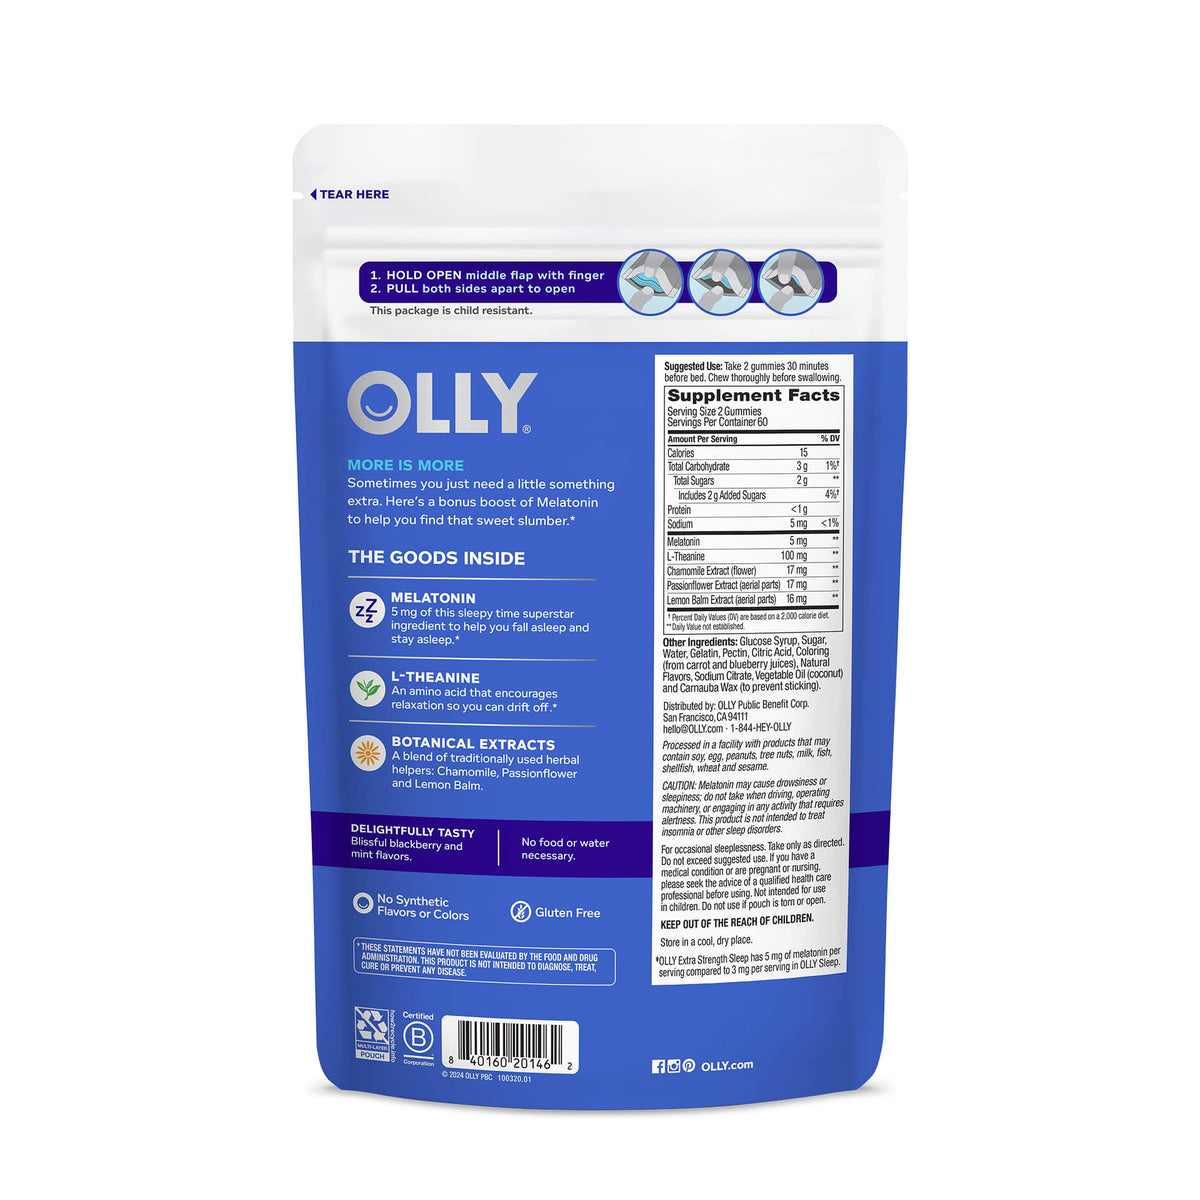 TEAR HERE
1. HOLD OPEN middle flap with finger
2. PULL both sides apart to open
This package is child resistant.
OLLY®
MORE IS MORE
Sometimes you just need a little something
extra. Here's a bonus boost of Melatonin
to help you find that sweet slumber.*
THE GOODS INSIDE
zZz
MELATONIN
5 mg of this sleepy time superstar
ingredient to help you fall asleep and
stay asleep.*
L-THEANINE
An amino acid that encourages
relaxation so you can drift off.*
BOTANICAL EXTRACTS
A blend of traditionally used herbal
helpers: Chamomile, Passionflower
and Lemon Balm.
DELIGHTFULLY TASTY
Blissful blackberry and
mint flavors.
No food or water
necessary.
No Synthetic
Flavors or Colors
Gluten Free
*THESE STATEMENTS HAVE NOT BEEN EVALUATED BY THE FOOD AND DRUG
ADMINISTRATION. THIS PRODUCT IS NOT INTENDED TO DIAGNOSE, TREAT,
CURE OR PREVENT ANY DISEASE.
how2recycle.info
MULTI-LAYER
POUCH
Certified
B
Corporation
8 40160 20146 2
© 2024 OLLY PBC 100320.01
Suggested Use: Take 2 gummies 30 minutes
before bed. Chew thoroughly before swallowing.
Supplement Facts
Serving Size 2 Gummies
Servings Per Container 60
Amount Per Serving % DV
Calories 15
Total Carbohydrate 3 g 1%†
Total Sugars 2 g **
Includes 2 g Added Sugars 4%†
Protein <1 g
Sodium 5 mg <1%
Melatonin 5 mg **
L-Theanine 100 mg **
Chamomile Extract (flower) 17 mg **
Passionflower Extract (aerial parts) 17 mg **
Lemon Balm Extract (aerial parts) 16 mg **
† Percent Daily Values (DV) are based on a 2,000 calorie diet.
** Daily Value not established.
Other Ingredients: Glucose Syrup, Sugar,
Water, Gelatin, Pectin, Citric Acid, Coloring
(from carrot and blueberry juices), Natural
Flavors, Sodium Citrate, Vegetable Oil (coconut)
and Carnauba Wax (to prevent sticking).
Distributed by: OLLY Public Benefit Corp.
San Francisco, CA 94111
hello@OLLY.com · 1-844-HEY-OLLY
Processed in a facility with products that may
contain soy, egg, peanuts, tree nuts, milk, fish,
shellfish, wheat and sesame.
CAUTION: Melatonin may cause drowsiness or
sleepiness; do not take when driving, operating
machinery, or engaging in any activity that requires
alertness. This product is not intended to treat
insomnia or other sleep disorders.
For occasional sleeplessness. Take only as directed.
Do not exceed suggested use. If you have a
medical condition or are pregnant or nursing,
please seek the advice of a qualified health care
professional before using. Not intended for use
in children. Do not use if pouch is torn or open.
KEEP OUT OF THE REACH OF CHILDREN.
Store in a cool, dry place.
‡OLLY Extra Strength Sleep has 5 mg of melatonin per
serving compared to 3 mg per serving in OLLY Sleep.
OLLY.com